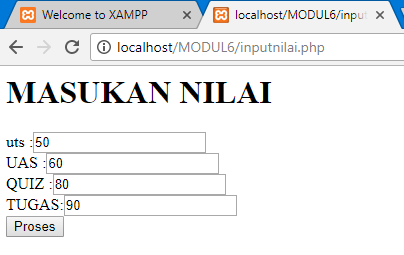 Welcome to XAMPP
localhost/MODUL6/inputnil
localhost/MODUL6/inputnilai.php
MASUKAN NILAI
uts :50
UAS :60
QUIZ :80
TUGAS:90
Proses